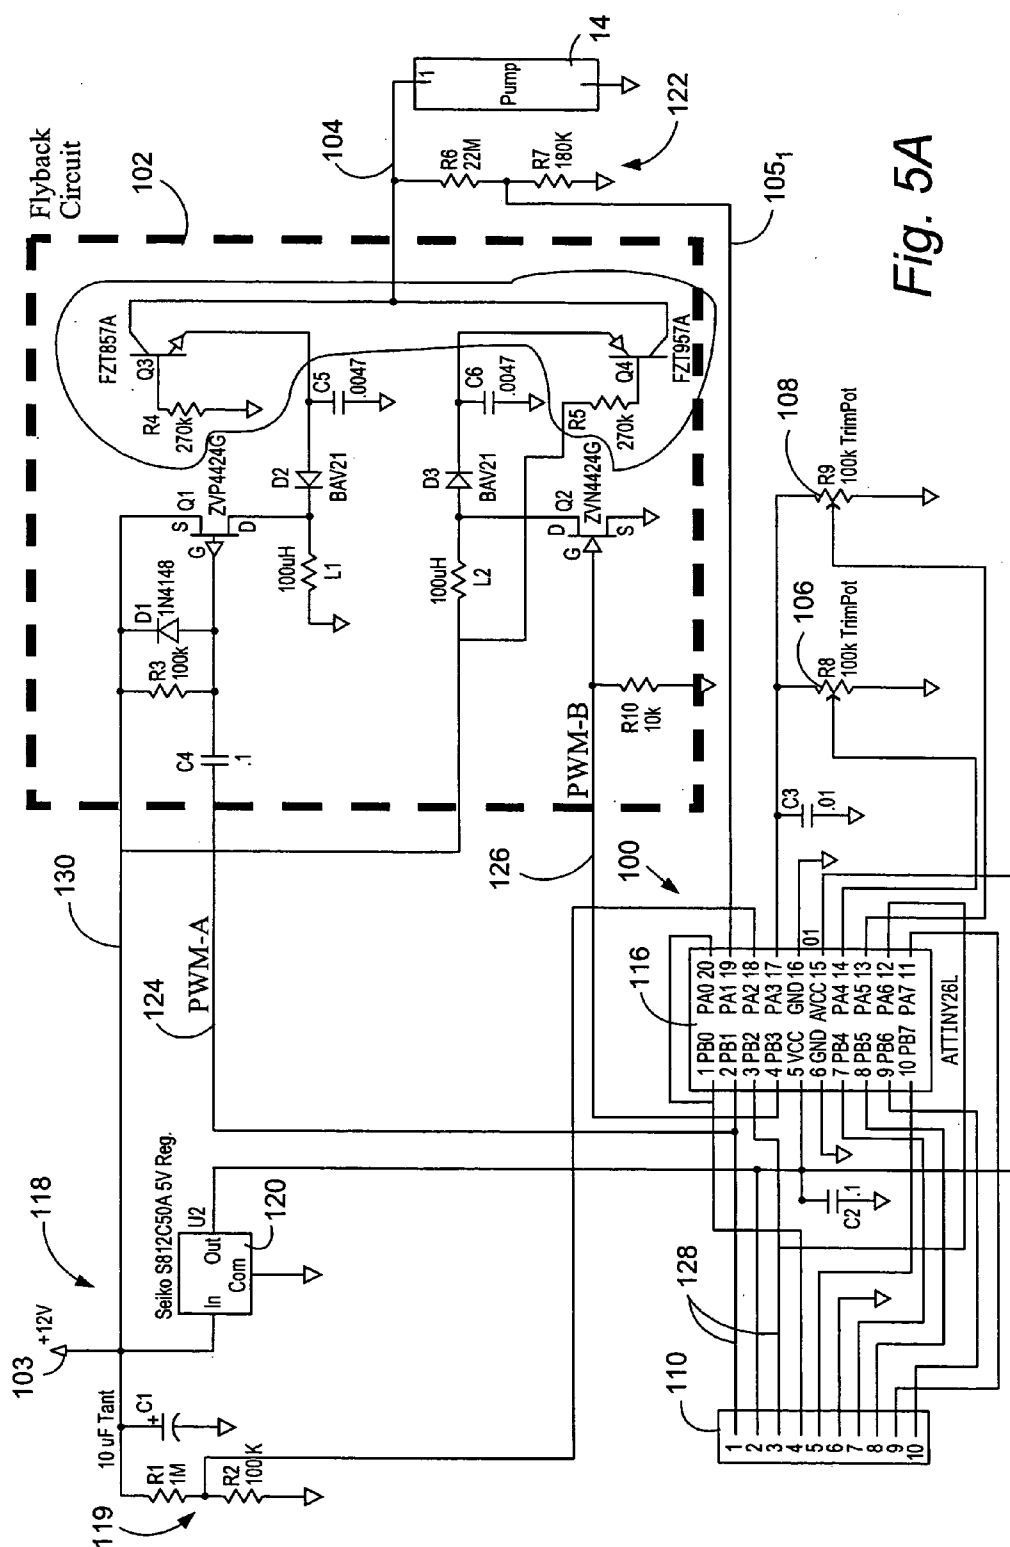 Flyback
Circuit
102
103
+12V
118
130
10 uF Tant
C1
+
R1
1M
R2
100K
119
Seiko S812C50A 5V Reg.
U2
In
Out
Com
120
124
PWM-A
C4
.1
R3
100k
D1
1N4148
Q1
ZVP4424G
S
G
D
100uH
L1
D2
BAV21
C5
.0047
R4
270k
Q3
FZT857A
100uH
L2
D3
BAV21
C6
.0047
Q2
ZVN4424G
D
G
S
R5
270k
Q4
FZT957A
126
PWM-B
R10
10k
104
R6
22M
R7
180K
122
1
Pump
14
105₁
100
116
1 PB0 PA0 20
2 PB1 PA1 19
3 PB2 PA2 18
4 PB3 PA3 17
5 VCC GND 16
6 GND AVCC 15
7 PB4 PA4 14
8 PB5 PA5 13
9 PB6 PA6 12
10 PB7 PA7 11
ATTINY26L
01
C3
.01
C2
.1
106
R8
100k TrimPot
108
R9
100k TrimPot
110
128
1
2
3
4
5
6
7
8
9
10
Fig. 5A